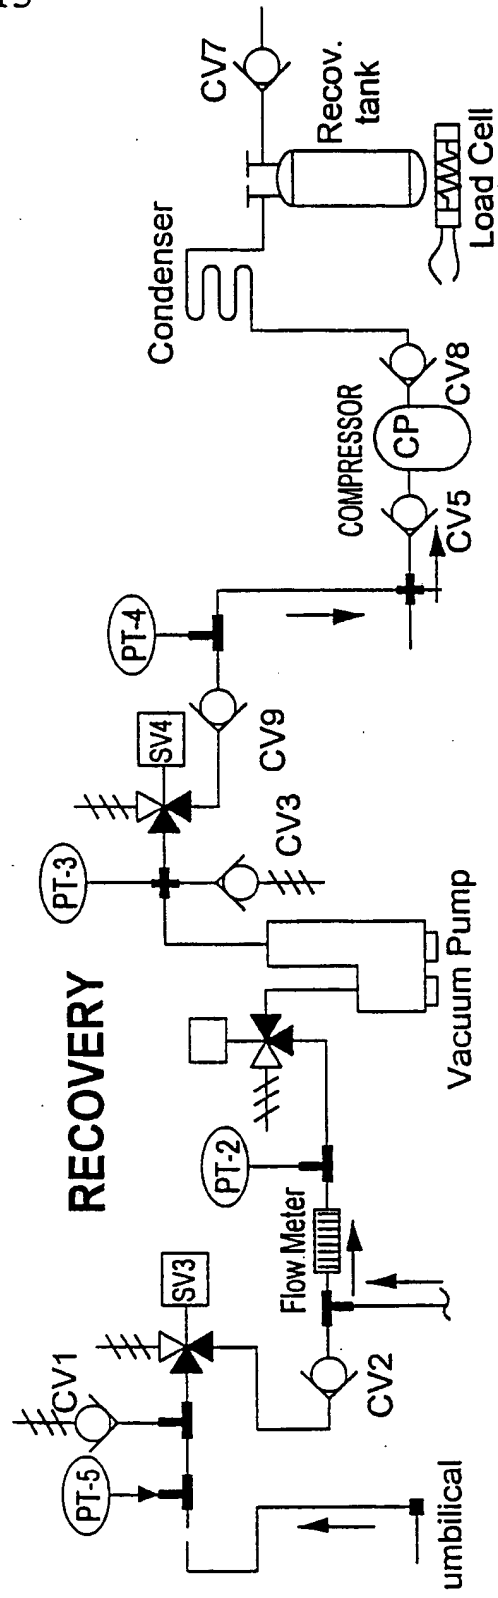 RECOVERY
umbilical
PT-5
CV1
SV3
CV2
Flow Meter
PT-2
Vacuum Pump
PT-3
CV3
SV4
CV9
PT-4
COMPRESSOR
CV5
CP
CV8
Condenser
CV7
Recov.
tank
Load Cell